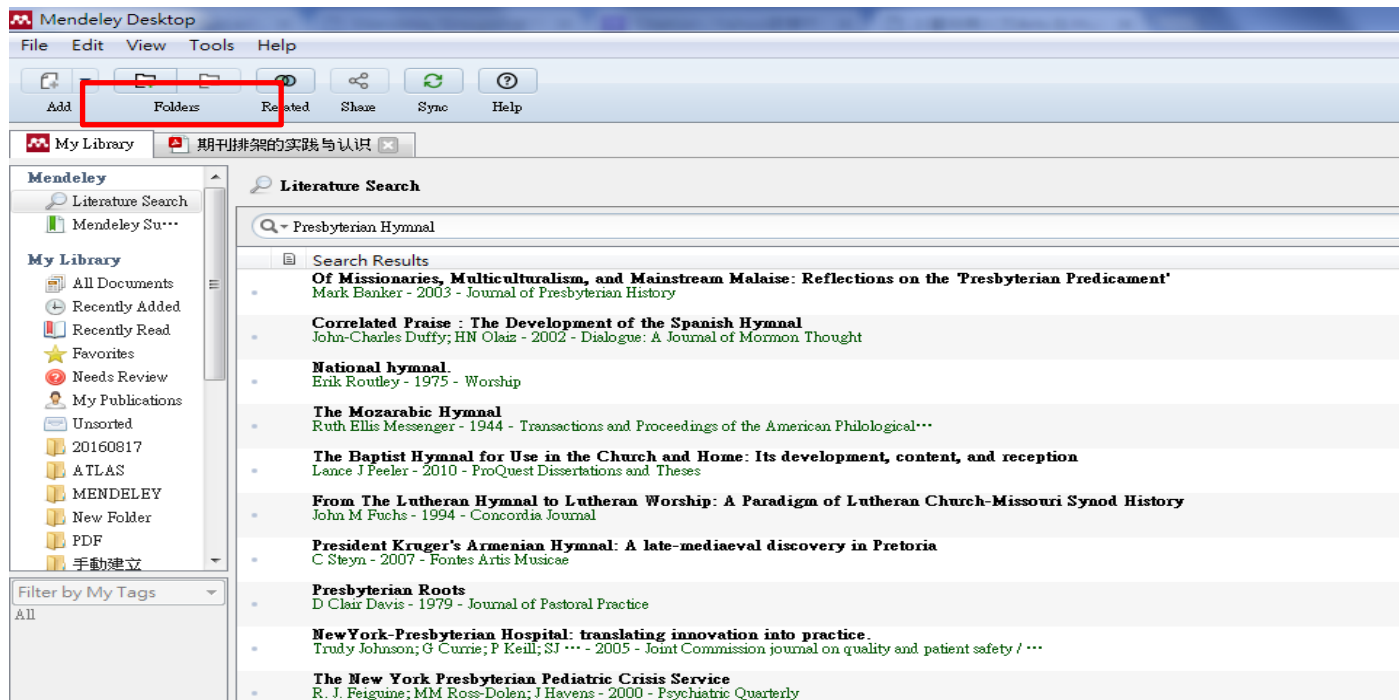 Mendeley Desktop
File Edit View Tools Help
Add Folders Related Share Sync Help
My Library 期刊排架的实践与认识
Mendeley
Literature Search
Mendeley Su···
My Library
All Documents
Recently Added
Recently Read
Favorites
Needs Review
My Publications
Unsorted
20160817
ATLAS
MENDELEY
New Folder
PDF
手動建立
Filter by My Tags
All
Literature Search
Presbyterian Hymnal
Search Results
Of Missionaries, Multiculturalism, and Mainstream Malaise: Reflections on the 'Presbyterian Predicament'
Mark Banker - 2003 - Journal of Presbyterian History
Correlated Praise : The Development of the Spanish Hymnal
John-Charles Duffy; HN Olaiz - 2002 - Dialogue: A Journal of Mormon Thought
National hymnal.
Erik Routley - 1975 - Worship
The Mozarabic Hymnal
Ruth Ellis Messenger - 1944 - Transactions and Proceedings of the American Philological···
The Baptist Hymnal for Use in the Church and Home: Its development, content, and reception
Lance J Peeler - 2010 - ProQuest Dissertations and Theses
From The Lutheran Hymnal to Lutheran Worship: A Paradigm of Lutheran Church-Missouri Synod History
John M Fuchs - 1994 - Concordia Journal
President Kruger's Armenian Hymnal: A late-mediaeval discovery in Pretoria
C Steyn - 2007 - Fontes Artis Musicae
Presbyterian Roots
D Clair Davis - 1979 - Journal of Pastoral Practice
NewYork-Presbyterian Hospital: translating innovation into practice.
Trudy Johnson; G Currie; P Keill; SJ ··· - 2005 - Joint Commission journal on quality and patient safety / ···
The New York Presbyterian Pediatric Crisis Service
R. J. Feiguine; MM Ross-Dolen; J Havens - 2000 - Psychiatric Quarterly